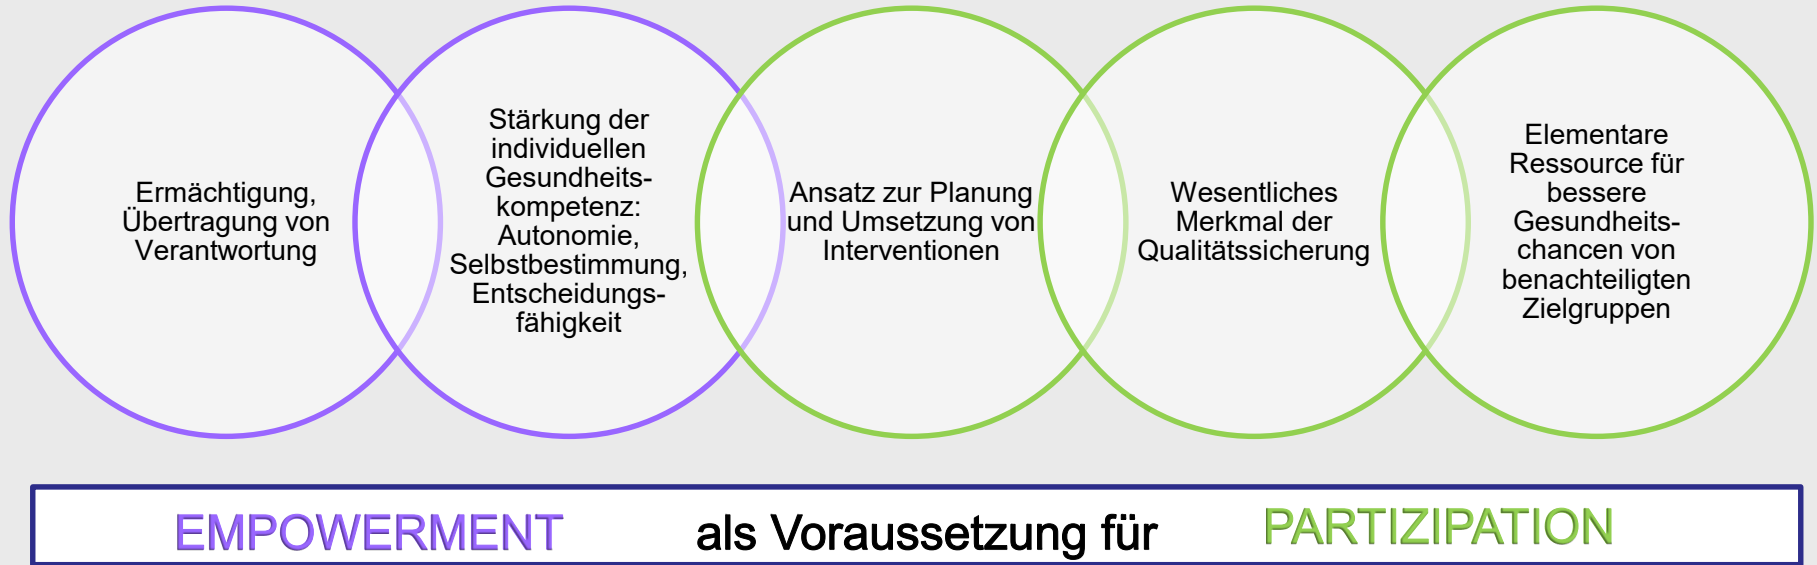 Ermächtigung,
Übertragung von
Verantwortung
Stärkung der
individuellen
Gesundheits-
kompetenz:
Autonomie,
Selbstbestimmung,
Entscheidungs-
fähigkeit
Ansatz zur Planung
und Umsetzung von
Interventionen
Wesentliches
Merkmal der
Qualitätssicherung
Elementare
Ressource für
bessere
Gesundheits-
chancen von
benachteiligten
Zielgruppen
EMPOWERMENT als Voraussetzung für PARTIZIPATION